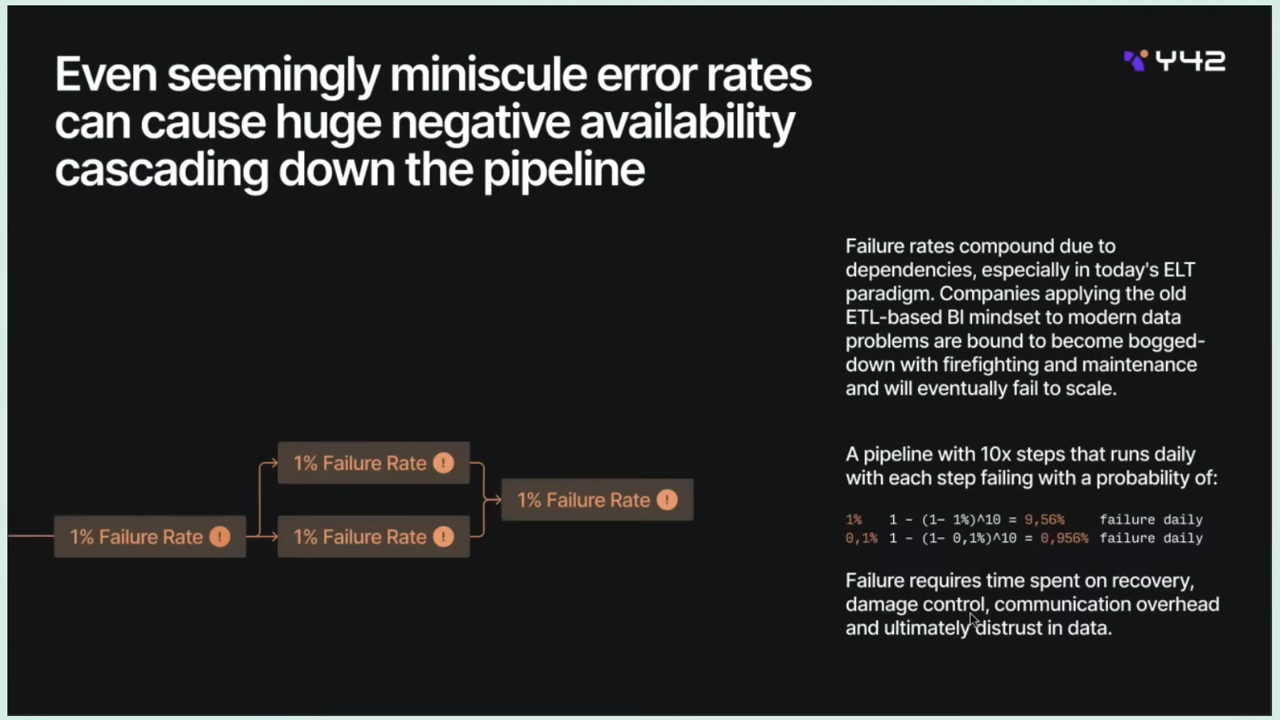 Even seemingly miniscule error rates
can cause huge negative availability
cascading down the pipeline
Y42
Failure rates compound due to
dependencies, especially in today's ELT
paradigm. Companies applying the old
ETL-based BI mindset to modern data
problems are bound to become bogged-
down with firefighting and maintenance
and will eventually fail to scale.
1% Failure Rate !
1% Failure Rate !
1% Failure Rate !
1% Failure Rate !
A pipeline with 10x steps that runs daily
with each step failing with a probability of:
1% 1 - (1- 1%)^10 = 9,56% failure daily
0,1% 1 - (1- 0,1%)^10 = 0,956% failure daily
Failure requires time spent on recovery,
damage control, communication overhead
and ultimately distrust in data.